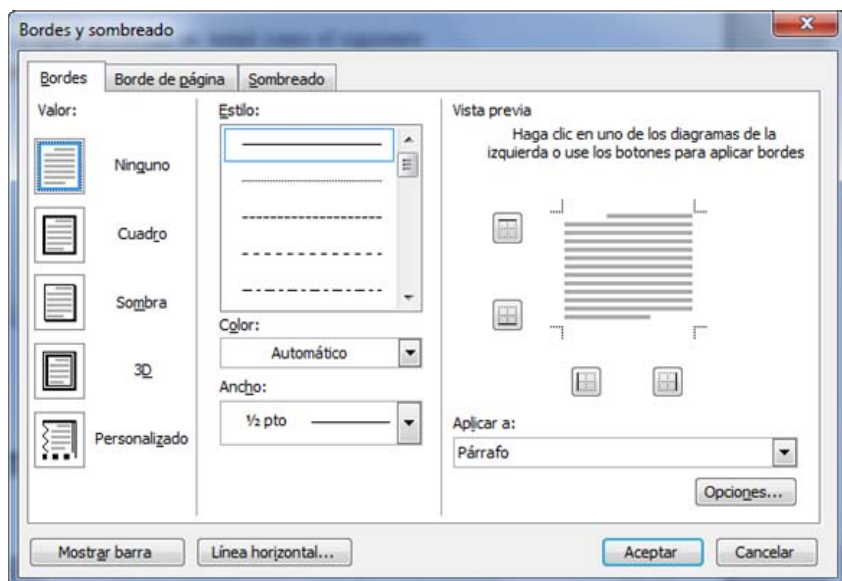 Bordes y sombreado
Bordes
Borde de página
Sombreado
Valor:
Ninguno
Cuadro
Sombra
3D
Personalizado
Estilo:
Color:
Automático
Ancho:
½ pto
Vista previa
Haga clic en uno de los diagramas de la
izquierda o use los botones para aplicar bordes
Aplicar a:
Párrafo
Opciones...
Mostrar barra
Línea horizontal...
Aceptar
Cancelar